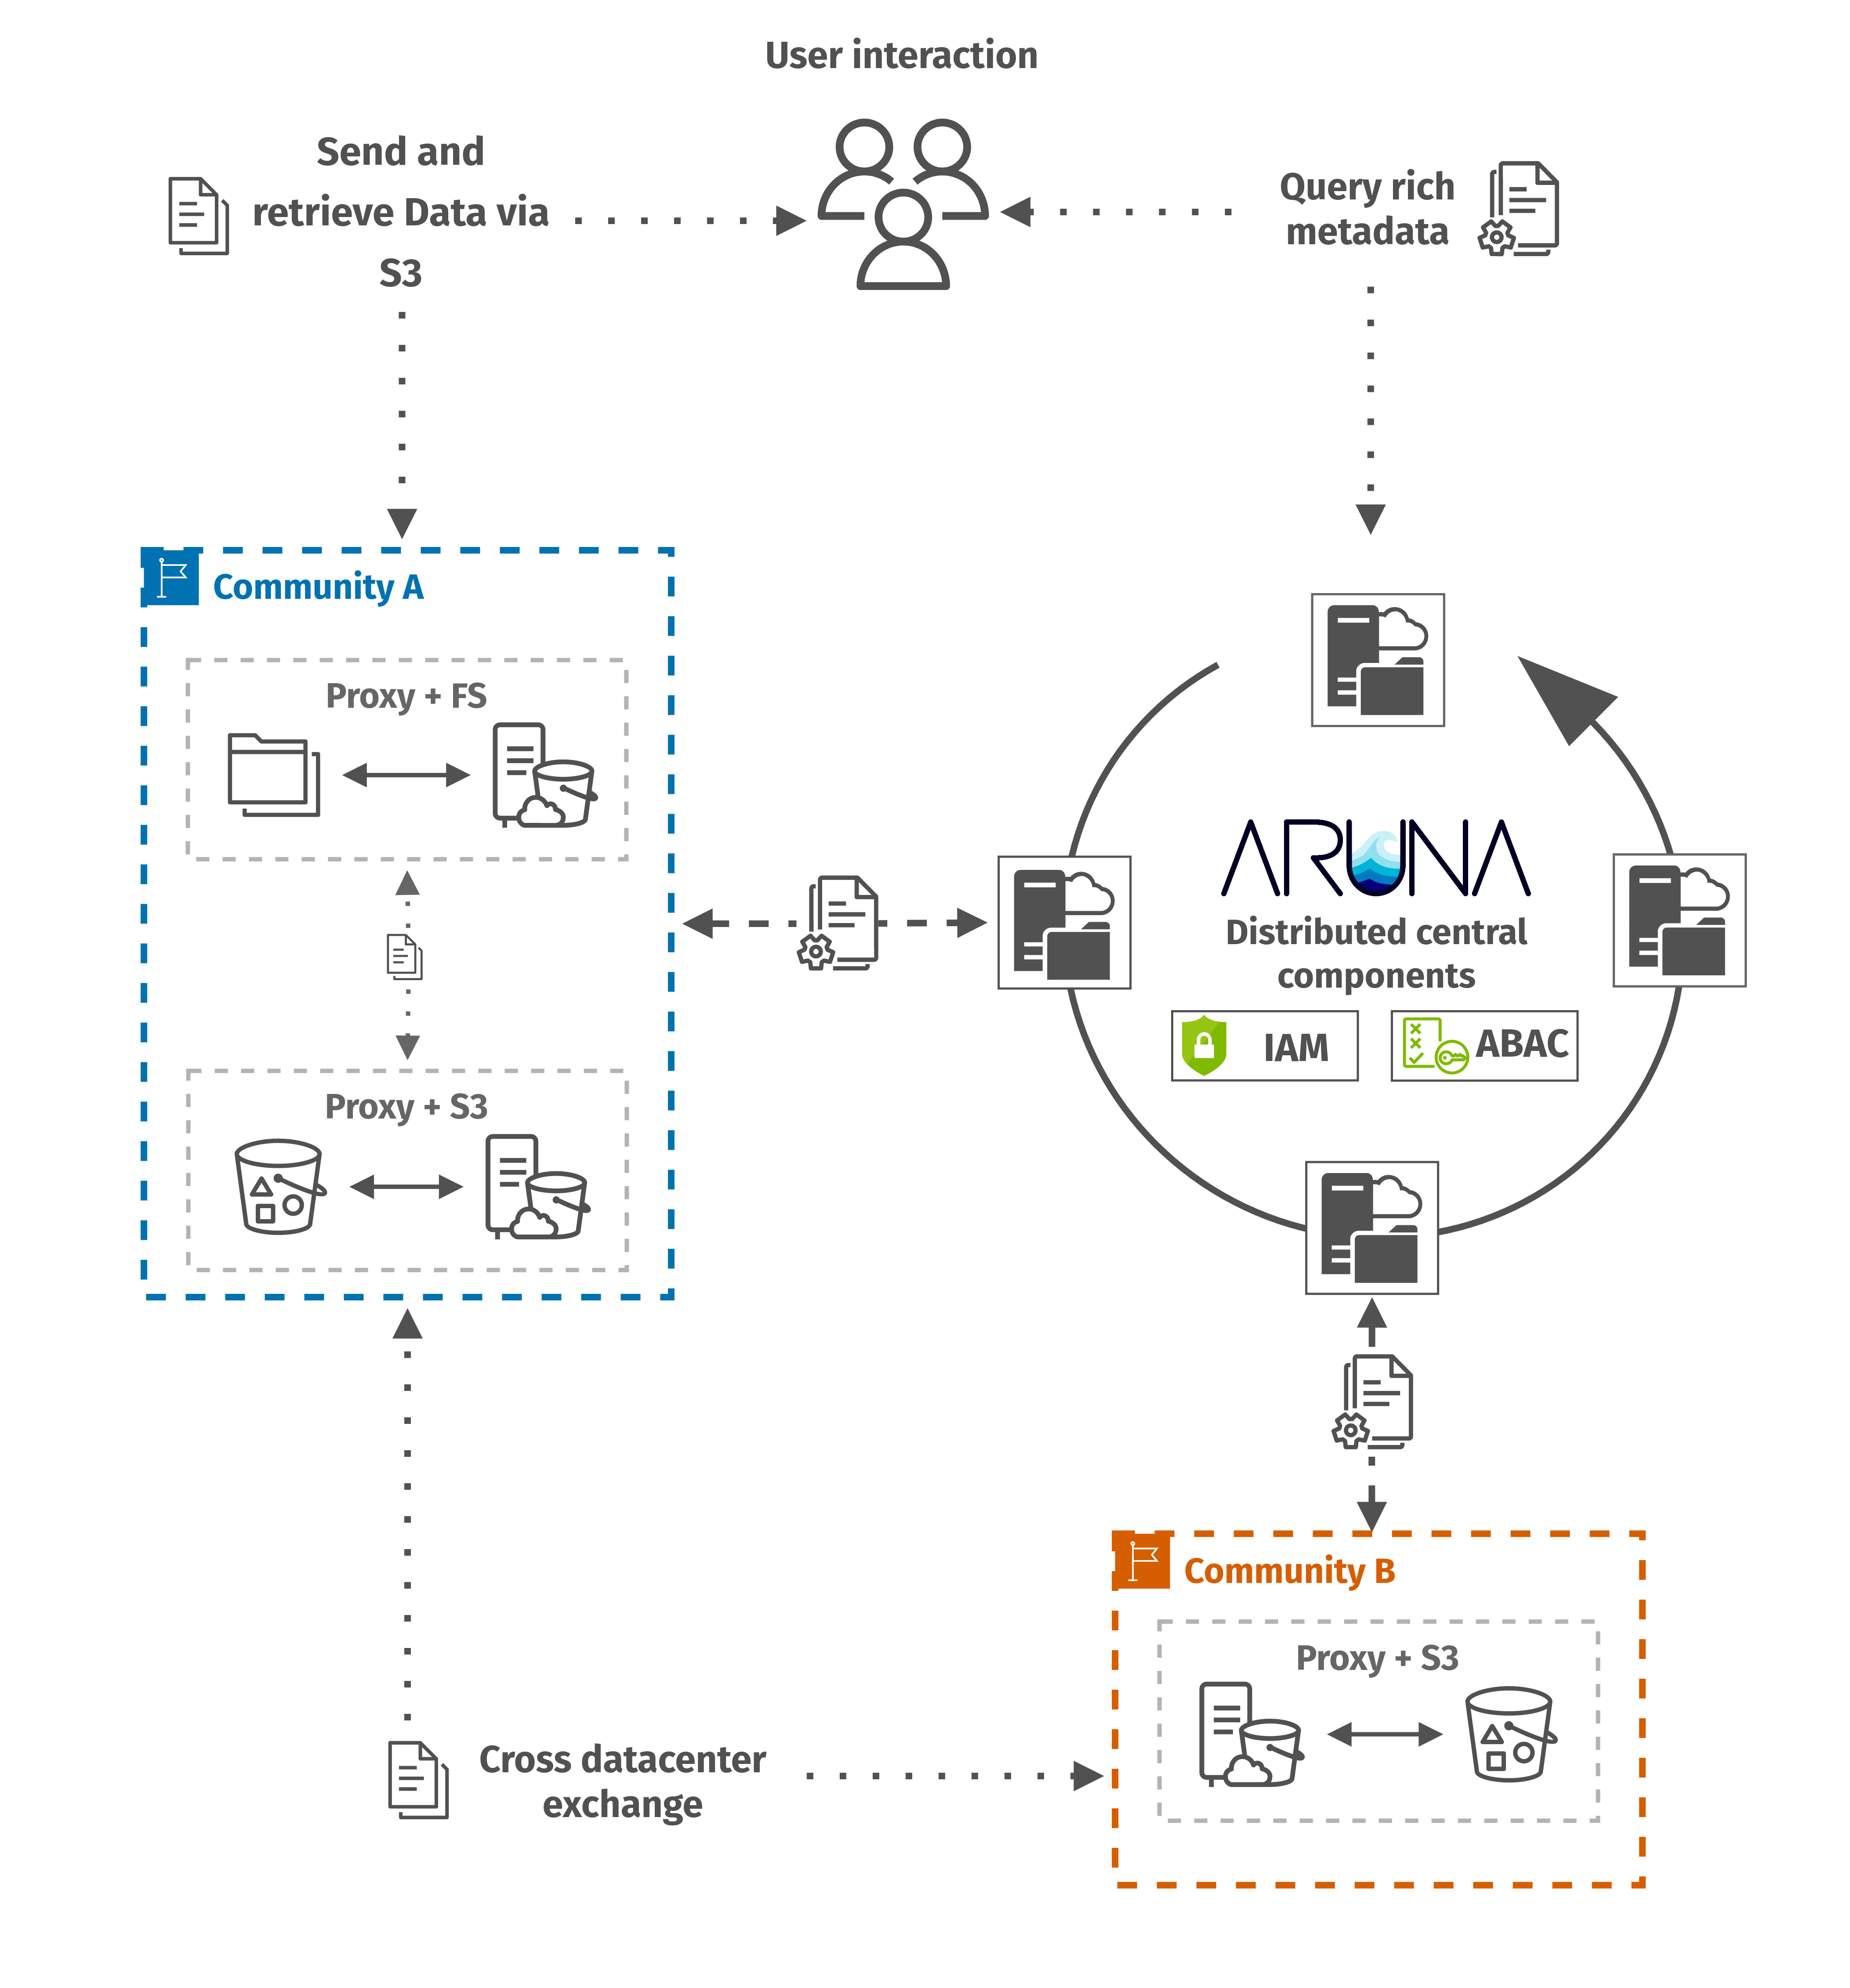 User interaction
Send and
retrieve Data via
S3
Query rich
metadata
Community A
Proxy + FS
Proxy + S3
ARUNA
Distributed central
components
IAM
ABAC
Community B
Proxy + S3
Cross datacenter
exchange